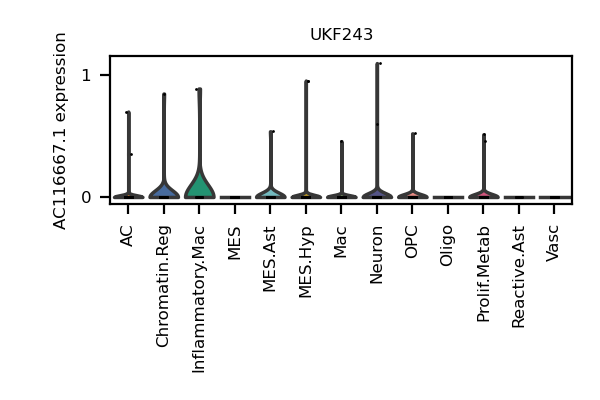 UKF243
AC116667.1 expression
1
0
AC
Chromatin.Reg
Inflammatory.Mac
MES
MES.Ast
MES.Hyp
Mac
Neuron
OPC
Oligo
Prolif.Metab
Reactive.Ast
Vasc